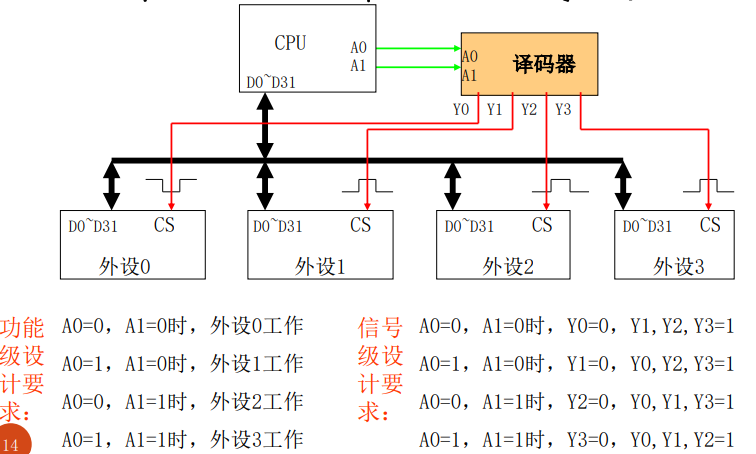 CPU
A0
A1
D0~D31
A0
A1
译码器
Y0 Y1 Y2 Y3
D0~D31 CS
外设0
D0~D31 CS
外设1
D0~D31 CS
外设2
D0~D31 CS
外设3
功能级设计要求：
A0=0，A1=0时，外设0工作
A0=1，A1=0时，外设1工作
A0=0，A1=1时，外设2工作
A0=1，A1=1时，外设3工作
信号级设计要求：
A0=0，A1=0时，Y0=0，Y1,Y2,Y3=1
A0=1，A1=0时，Y1=0，Y0,Y2,Y3=1
A0=0，A1=1时，Y2=0，Y0,Y1,Y3=1
A0=1，A1=1时，Y3=0，Y0,Y1,Y2=1
14